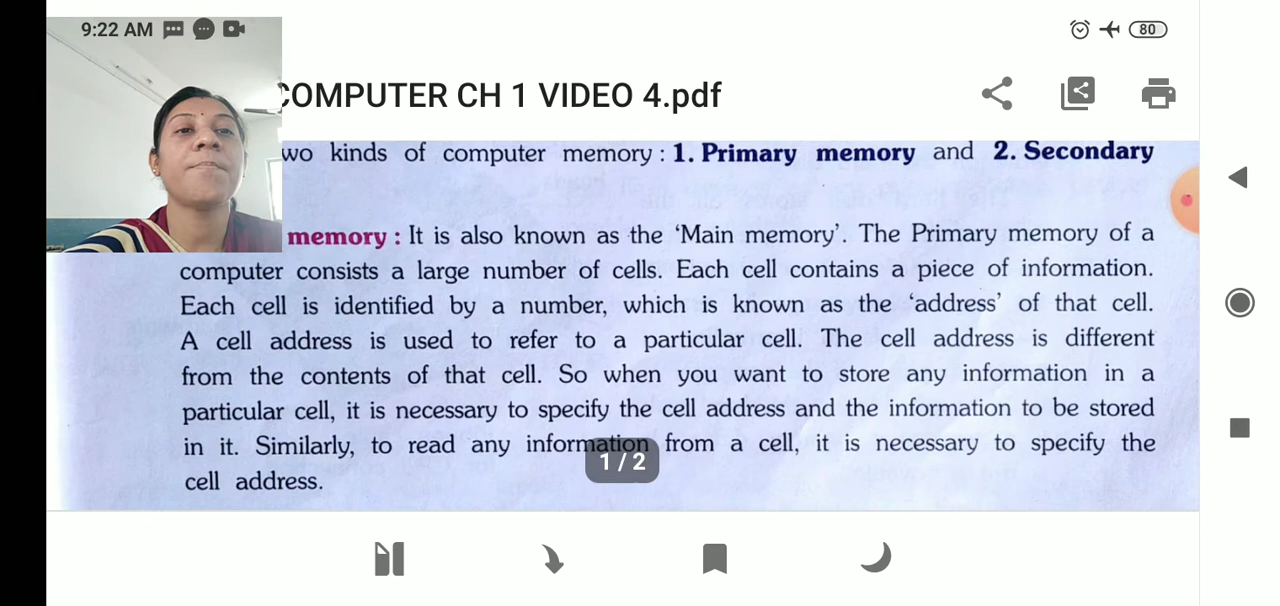 9:22 AM 80
COMPUTER CH 1 VIDEO 4.pdf
wo kinds of computer memory : 1. Primary memory and 2. Secondary
memory : It is also known as the ‘Main memory’. The Primary memory of a
computer consists a large number of cells. Each cell contains a piece of information.
Each cell is identified by a number, which is known as the ‘address’ of that cell.
A cell address is used to refer to a particular cell. The cell address is different
from the contents of that cell. So when you want to store any information in a
particular cell, it is necessary to specify the cell address and the information to be stored
in it. Similarly, to read any information from a cell, it is necessary to specify the
1 / 2
cell address.